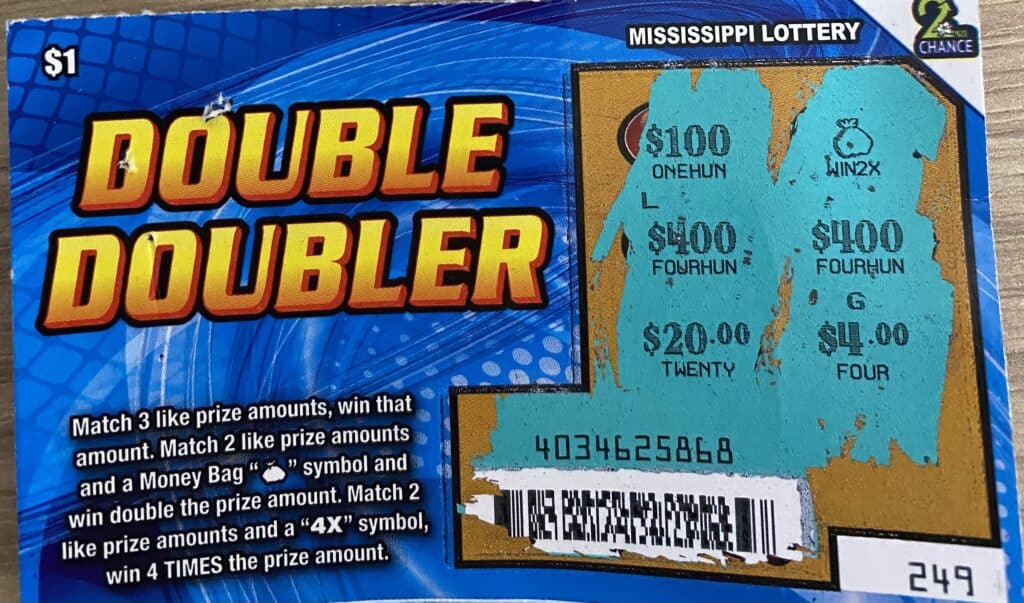 $1
MISSISSIPPI LOTTERY
2ND
CHANCE
DOUBLE
DOUBLER
$100
ONEHUN
WIN2X
L
$400
FOURHUN
$400
FOURHUN
G
$20.00
TWENTY
$4.00
FOUR
Match 3 like prize amounts, win that
amount. Match 2 like prize amounts
and a Money Bag “ ” symbol and
win double the prize amount. Match 2
like prize amounts and a “4X” symbol,
win 4 TIMES the prize amount.
4034625868
249